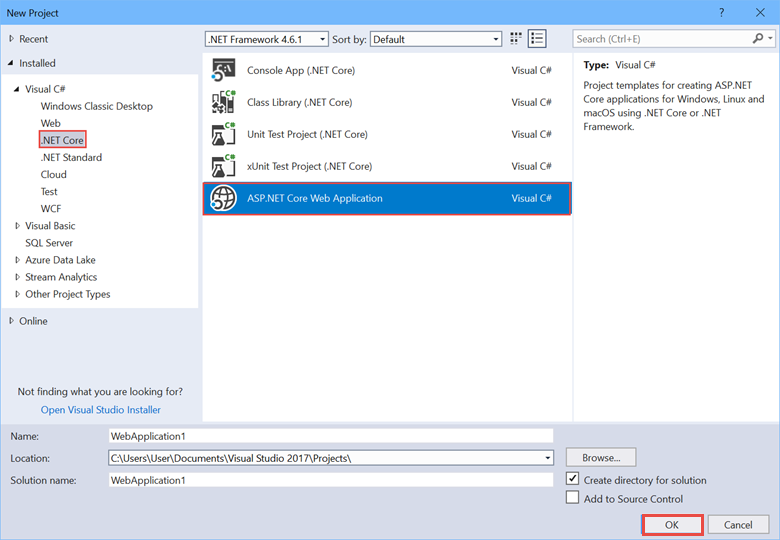 New Project
?
Recent
.NET Framework 4.6.1
Sort by:
Default
Search (Ctrl+E)
Installed
Visual C#
Windows Classic Desktop
Web
.NET Core
.NET Standard
Cloud
Test
WCF
Visual Basic
SQL Server
Azure Data Lake
Stream Analytics
Other Project Types
Online
Not finding what you are looking for?
Open Visual Studio Installer
Console App (.NET Core) Visual C#
Class Library (.NET Core) Visual C#
Unit Test Project (.NET Core) Visual C#
xUnit Test Project (.NET Core) Visual C#
ASP.NET Core Web Application Visual C#
Type: Visual C#
Project templates for creating ASP.NET
Core applications for Windows, Linux and
macOS using .NET Core or .NET
Framework.
Name: WebApplication1
Location: C:\Users\User\Documents\Visual Studio 2017\Projects\
Browse...
Solution name: WebApplication1
Create directory for solution
Add to Source Control
OK
Cancel